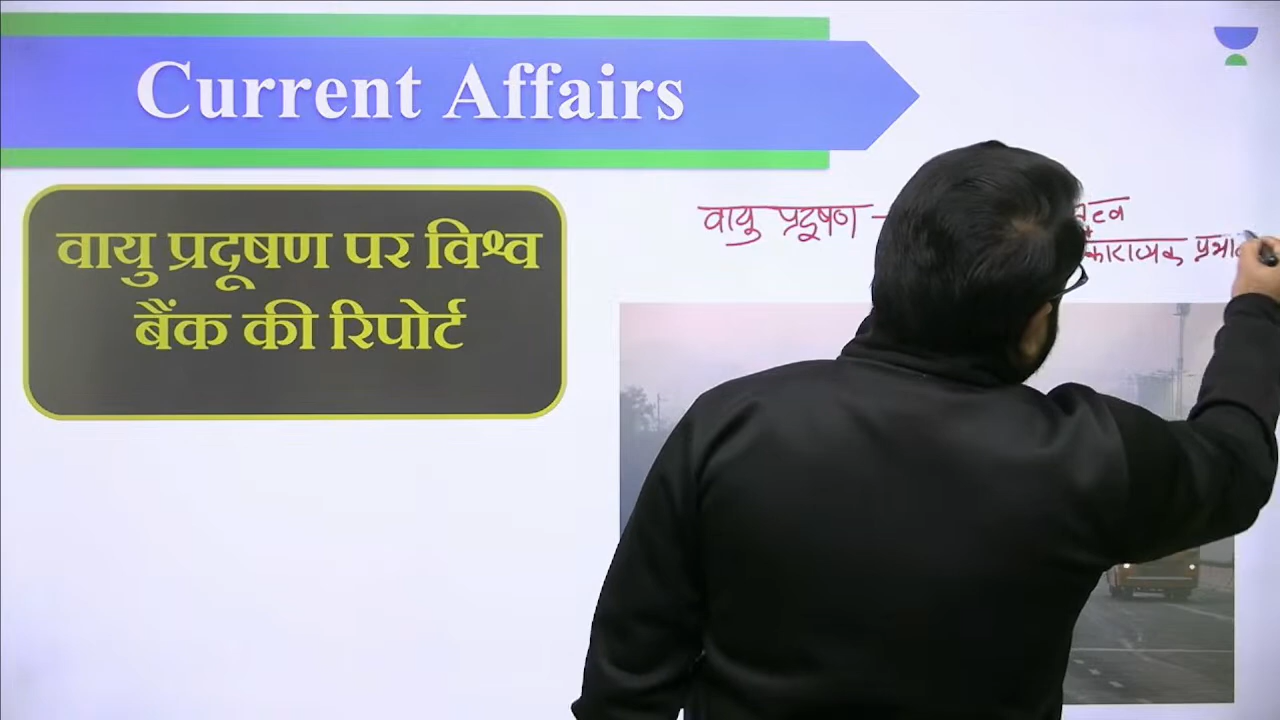 Current Affairs
वायु प्रदूषण पर विश्व
बैंक की रिपोर्ट
वायु प्रदूषण –